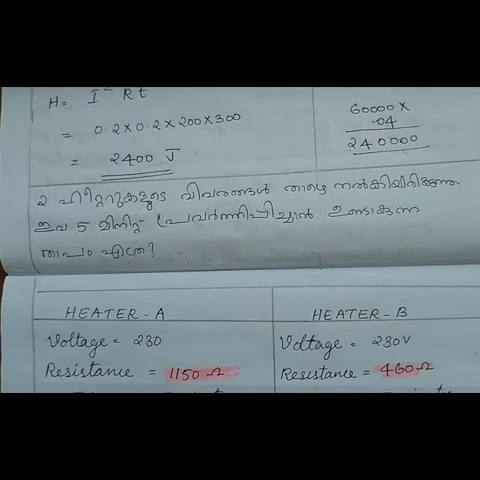 H = I² Rt
= 0.2 x 0.2 x 200 x 300
= 2400 J
60000 x
.04
240000
2 ഹീറ്ററുകളുടെ വിവരങ്ങൾ താഴെ നൽകിയിരിക്കുന്നു
ഇവ 5 മിനിറ്റ് പ്രവർത്തിപ്പിച്ചാൽ ഉണ്ടാകുന്ന
താപം എത്ര?
HEATER - A
Voltage = 230
Resistance = 1150 Ω
HEATER - B
Voltage = 230V
Resistance = 460 Ω